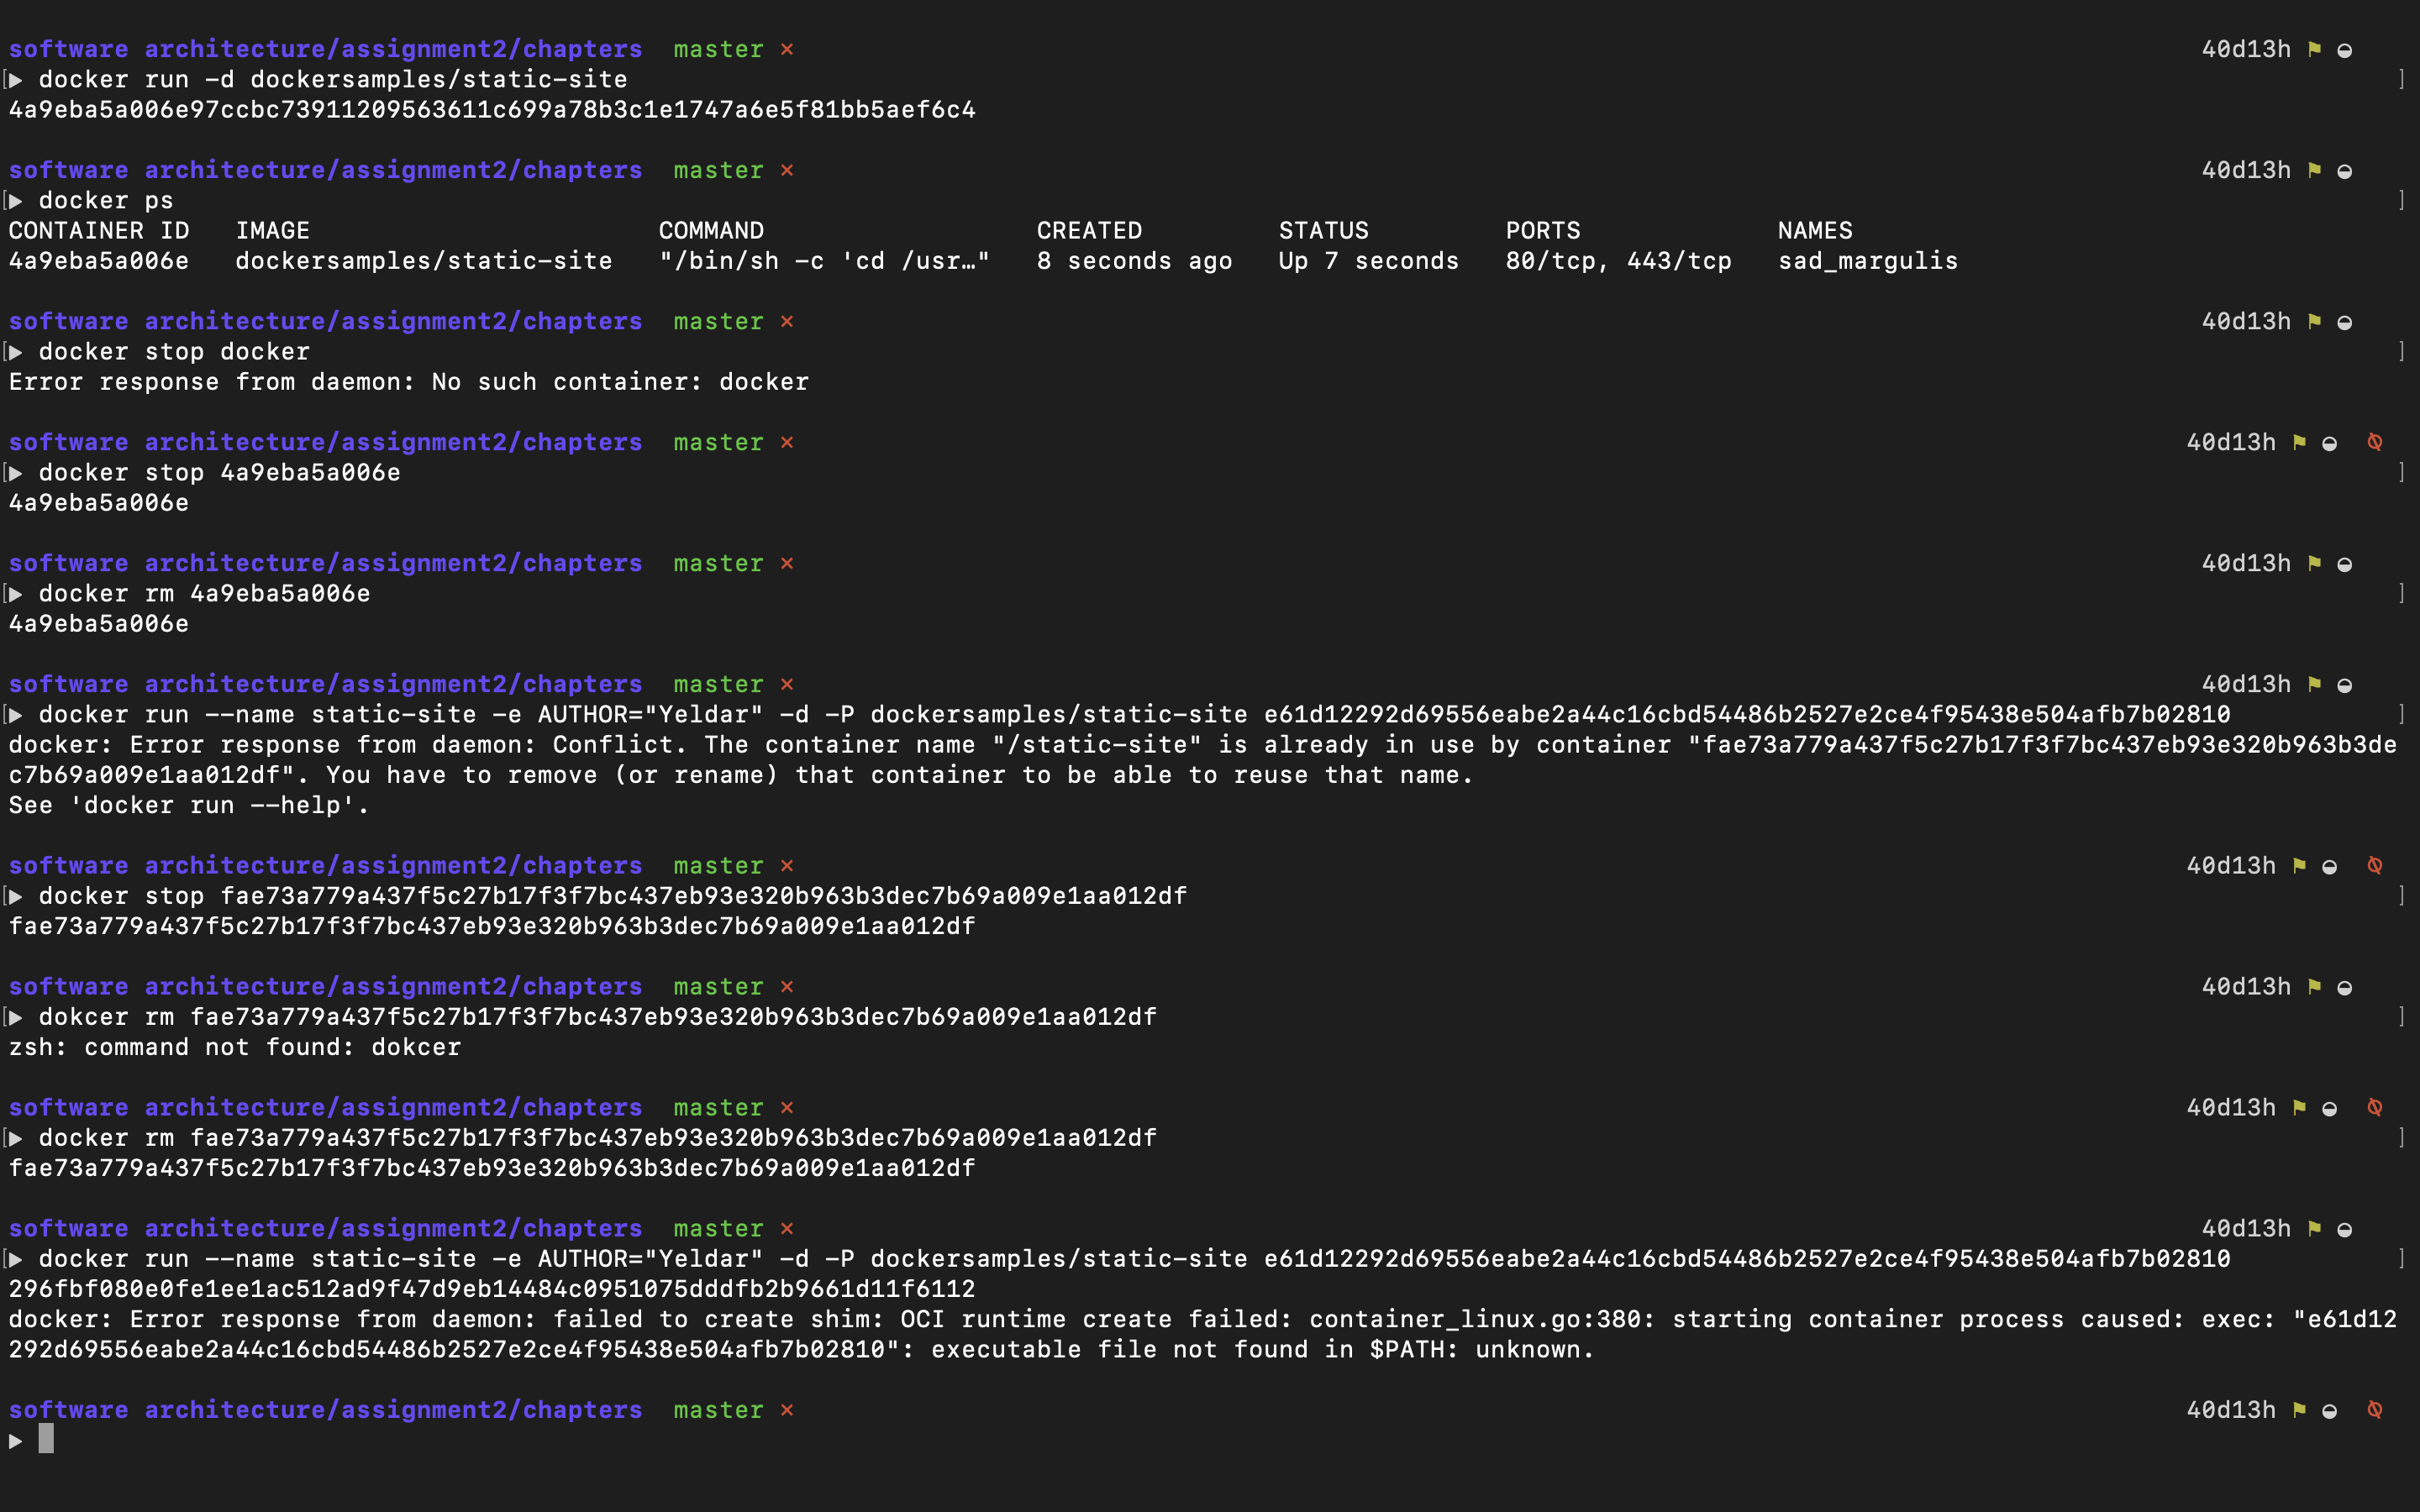 software architecture/assignment2/chapters master × 40d13h
▶ docker run -d dockersamples/static-site
4a9eba5a006e97ccbc73911209563611c699a78b3c1e1747a6e5f81bb5aef6c4
software architecture/assignment2/chapters master × 40d13h
▶ docker ps
CONTAINER ID IMAGE COMMAND CREATED STATUS PORTS NAMES
4a9eba5a006e dockersamples/static-site "/bin/sh -c 'cd /usr…" 8 seconds ago Up 7 seconds 80/tcp, 443/tcp sad_margulis
software architecture/assignment2/chapters master × 40d13h
▶ docker stop docker
Error response from daemon: No such container: docker
software architecture/assignment2/chapters master × 40d13h
▶ docker stop 4a9eba5a006e
4a9eba5a006e
software architecture/assignment2/chapters master × 40d13h
▶ docker rm 4a9eba5a006e
4a9eba5a006e
software architecture/assignment2/chapters master × 40d13h
▶ docker run --name static-site -e AUTHOR="Yeldar" -d -P dockersamples/static-site e61d12292d69556eabe2a44c16cbd54486b2527e2ce4f95438e504afb7b02810
docker: Error response from daemon: Conflict. The container name "/static-site" is already in use by container "fae73a779a437f5c27b17f3f7bc437eb93e320b963b3de
c7b69a009e1aa012df". You have to remove (or rename) that container to be able to reuse that name.
See 'docker run --help'.
software architecture/assignment2/chapters master × 40d13h
▶ docker stop fae73a779a437f5c27b17f3f7bc437eb93e320b963b3dec7b69a009e1aa012df
fae73a779a437f5c27b17f3f7bc437eb93e320b963b3dec7b69a009e1aa012df
software architecture/assignment2/chapters master × 40d13h
▶ dokcer rm fae73a779a437f5c27b17f3f7bc437eb93e320b963b3dec7b69a009e1aa012df
zsh: command not found: dokcer
software architecture/assignment2/chapters master × 40d13h
▶ docker rm fae73a779a437f5c27b17f3f7bc437eb93e320b963b3dec7b69a009e1aa012df
fae73a779a437f5c27b17f3f7bc437eb93e320b963b3dec7b69a009e1aa012df
software architecture/assignment2/chapters master × 40d13h
▶ docker run --name static-site -e AUTHOR="Yeldar" -d -P dockersamples/static-site e61d12292d69556eabe2a44c16cbd54486b2527e2ce4f95438e504afb7b02810
296fbf080e0fe1ee1ac512ad9f47d9eb14484c0951075dddfb2b9661d11f6112
docker: Error response from daemon: failed to create shim: OCI runtime create failed: container_linux.go:380: starting container process caused: exec: "e61d12
292d69556eabe2a44c16cbd54486b2527e2ce4f95438e504afb7b02810": executable file not found in $PATH: unknown.
software architecture/assignment2/chapters master × 40d13h
▶